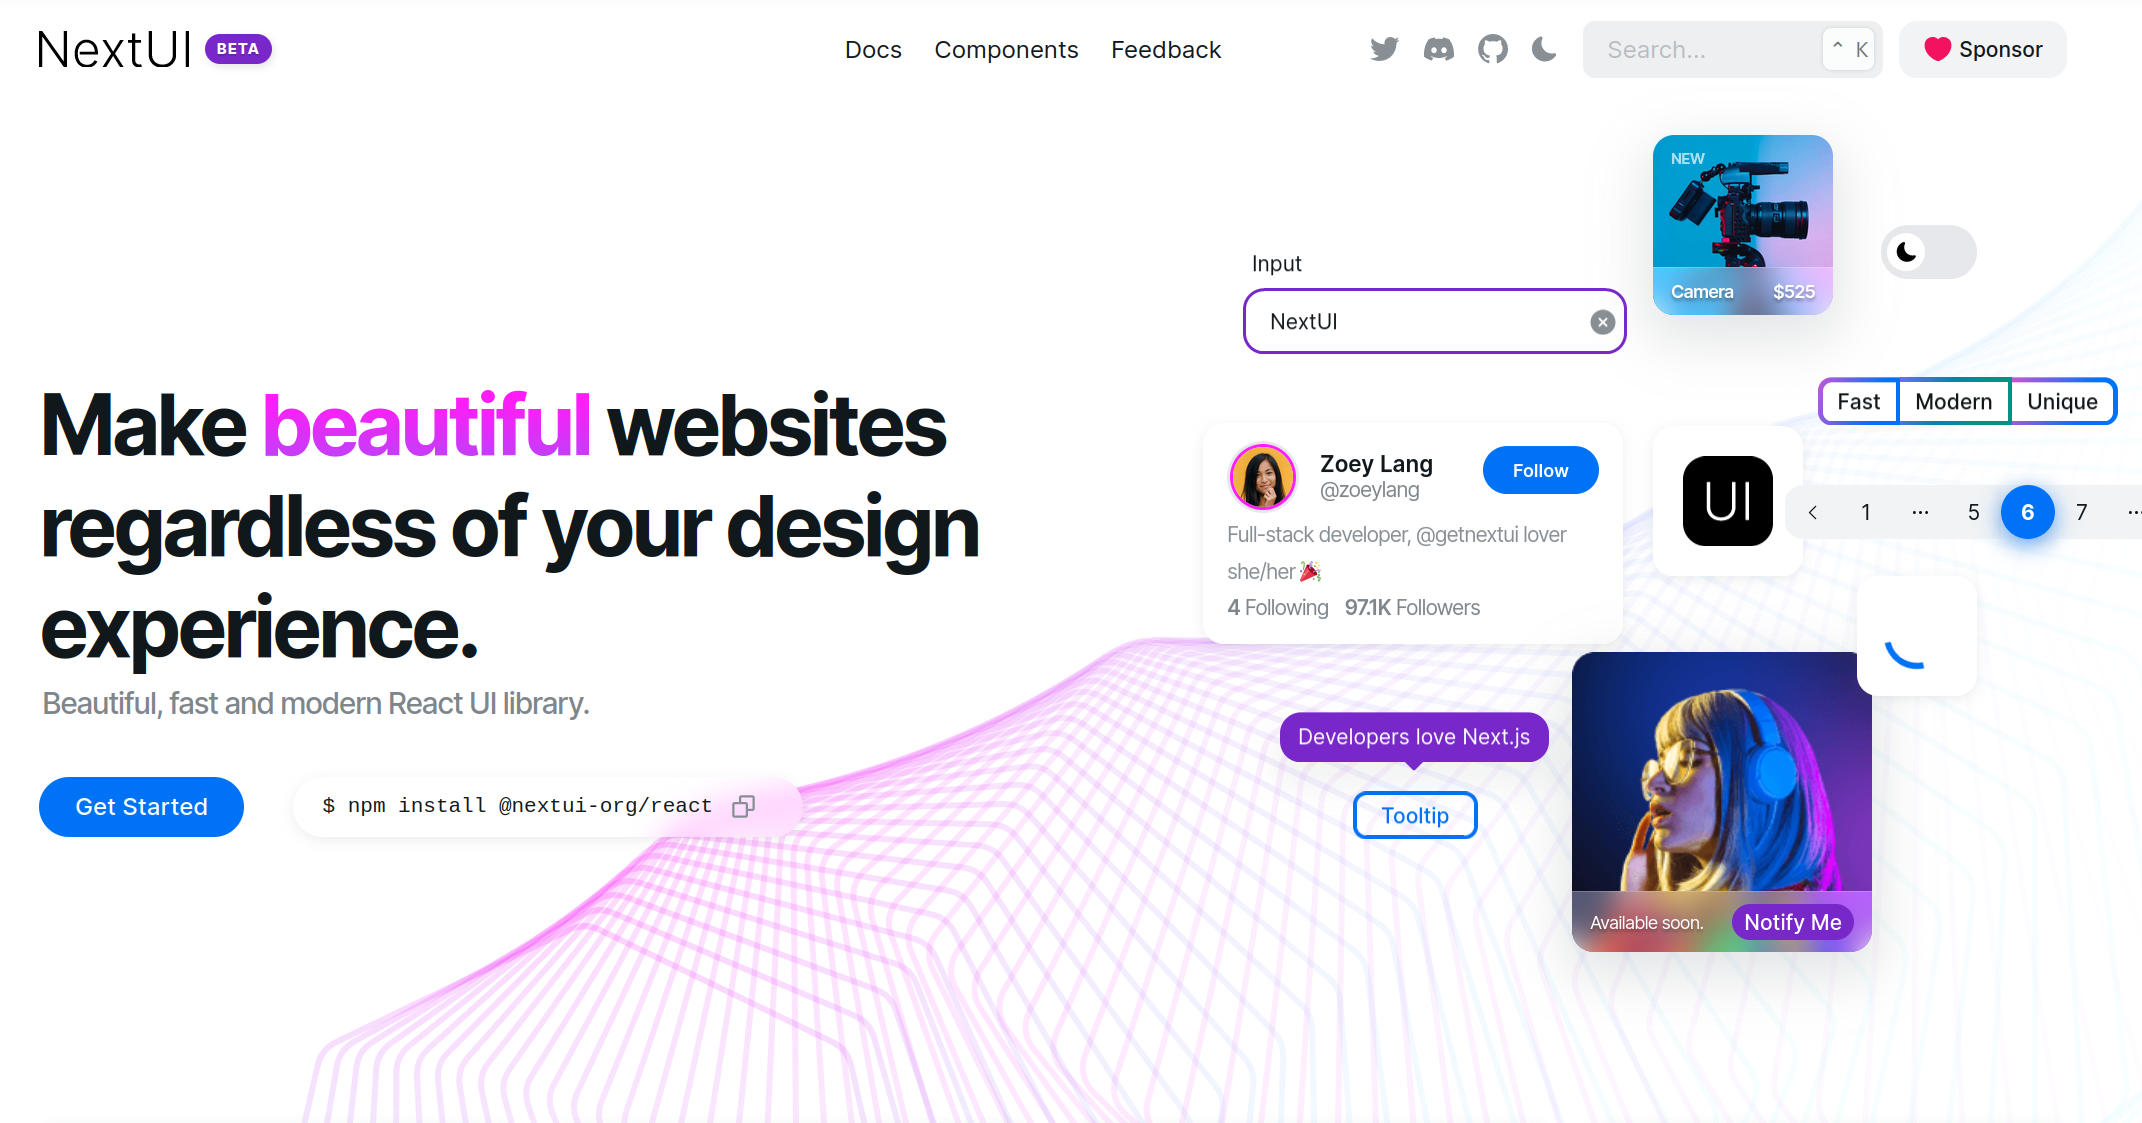 NextUI BETA
Docs Components Feedback
Search... ^ K
Sponsor
NEW
Camera $525
Input
NextUI
Fast Modern Unique
Make beautiful websites
regardless of your design
experience.
Beautiful, fast and modern React UI library.
Get Started
$ npm install @nextui-org/react
Zoey Lang
@zoeylang
Follow
Full-stack developer, @getnextui lover
she/her 🎉
4 Following 97.1K Followers
UI
< 1 ... 5 6 7 ...
Developers love Next.js
Tooltip
Available soon. Notify Me